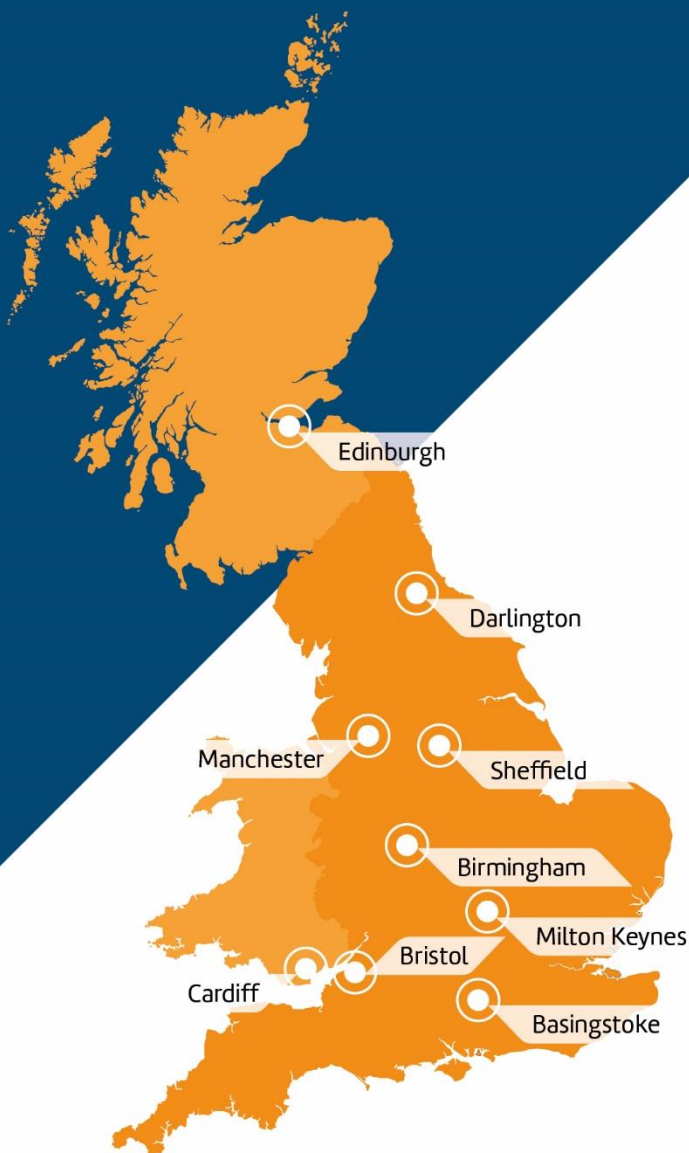 Edinburgh
Darlington
Manchester
Sheffield
Birmingham
Milton Keynes
Bristol
Cardiff
Basingstoke